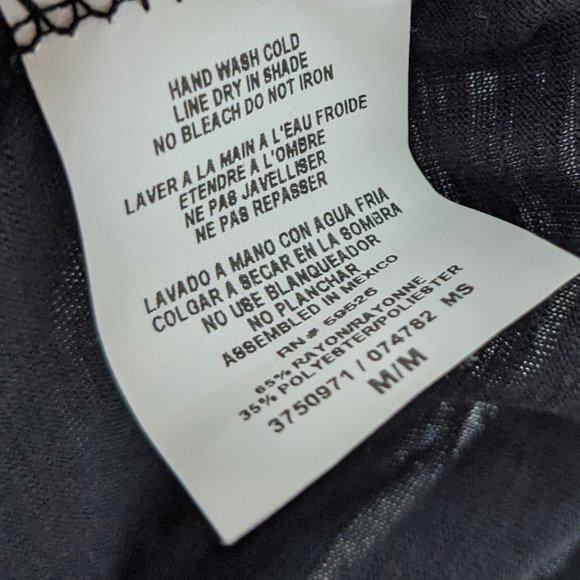 HAND WASH COLD
LINE DRY IN SHADE
NO BLEACH DO NOT IRON
LAVER A LA MAIN A L'EAU FROIDE
ETENDRE A L'OMBRE
NE PAS JAVELLISER
NE PAS REPASSER
LAVADO A MANO CON AGUA FRIA
COLGAR A SECAR EN LA SOMBRA
NO USE BLANQUEADOR
NO PLANCHAR
ASSEMBLED IN MEXICO
RN# 59526
65% RAYON/RAYONNE
35% POLYESTER/POLIESTER
3750971 / 074782 MS
M/M